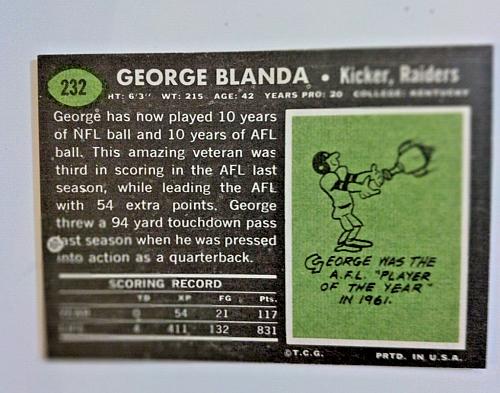 232
GEORGE BLANDA • Kicker, Raiders
HT: 6'3" WT: 215 AGE: 42 YEARS PRO: 20 COLLEGE: KENTUCKY
George has now played 10 years
of NFL ball and 10 years of AFL
ball. This amazing veteran was
third in scoring in the AFL last
season, while leading the AFL
with 54 extra points. George
threw a 94 yard touchdown pass
last season when he was pressed
into action as a quarterback.
SCORING RECORD
TD XP FG Pts.
0 54 21 117
411 132 831
GEORGE WAS THE
A.F.L. "PLAYER
OF THE YEAR"
IN 1961.
©T.C.G. PRTD. IN U.S.A.